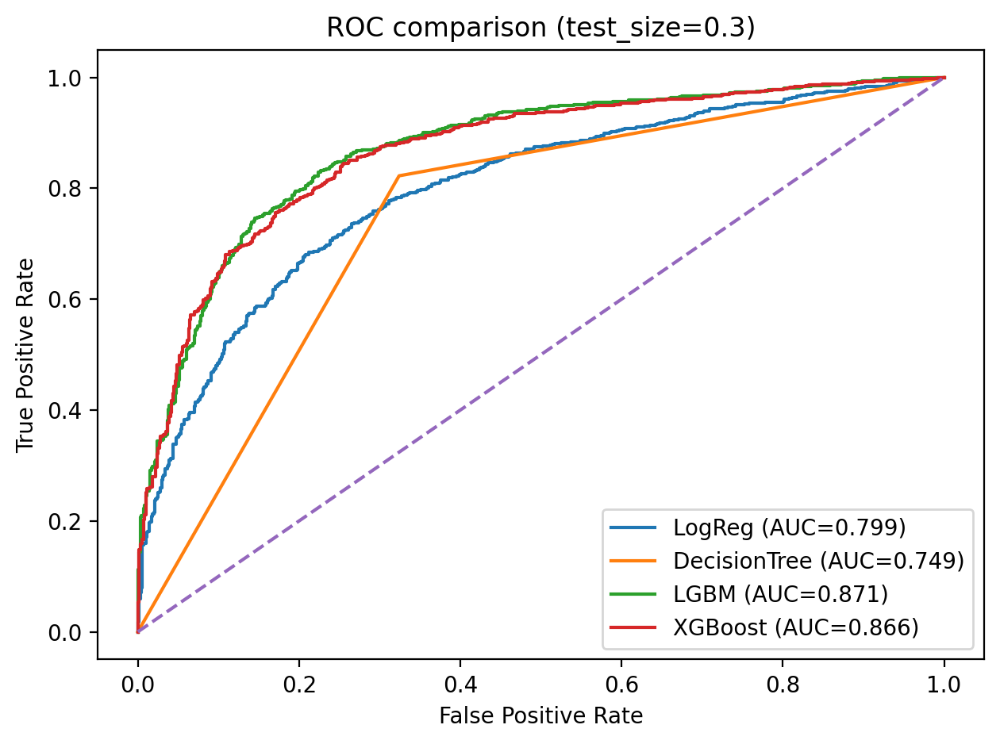 ROC comparison (test_size=0.3)
1.0
0.8
0.6
0.4
0.2
0.0
True Positive Rate
LogReg (AUC=0.799)
DecisionTree (AUC=0.749)
LGBM (AUC=0.871)
XGBoost (AUC=0.866)
0.0 0.2 0.4 0.6 0.8 1.0
False Positive Rate